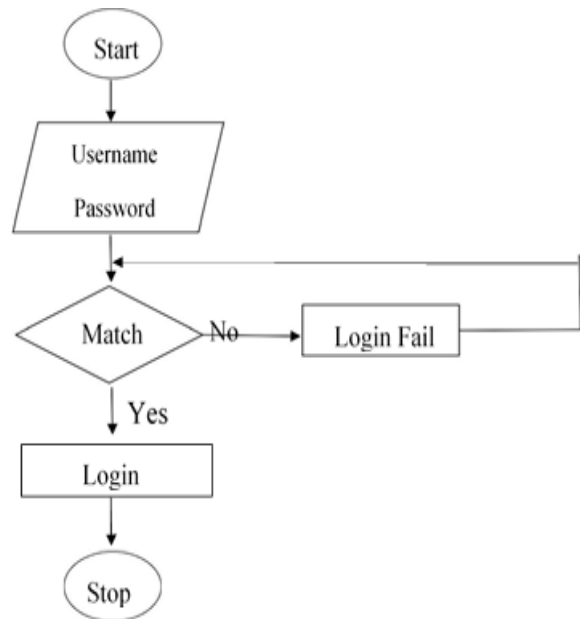 Start
Username
Password
Match
No
Login Fail
Yes
Login
Stop